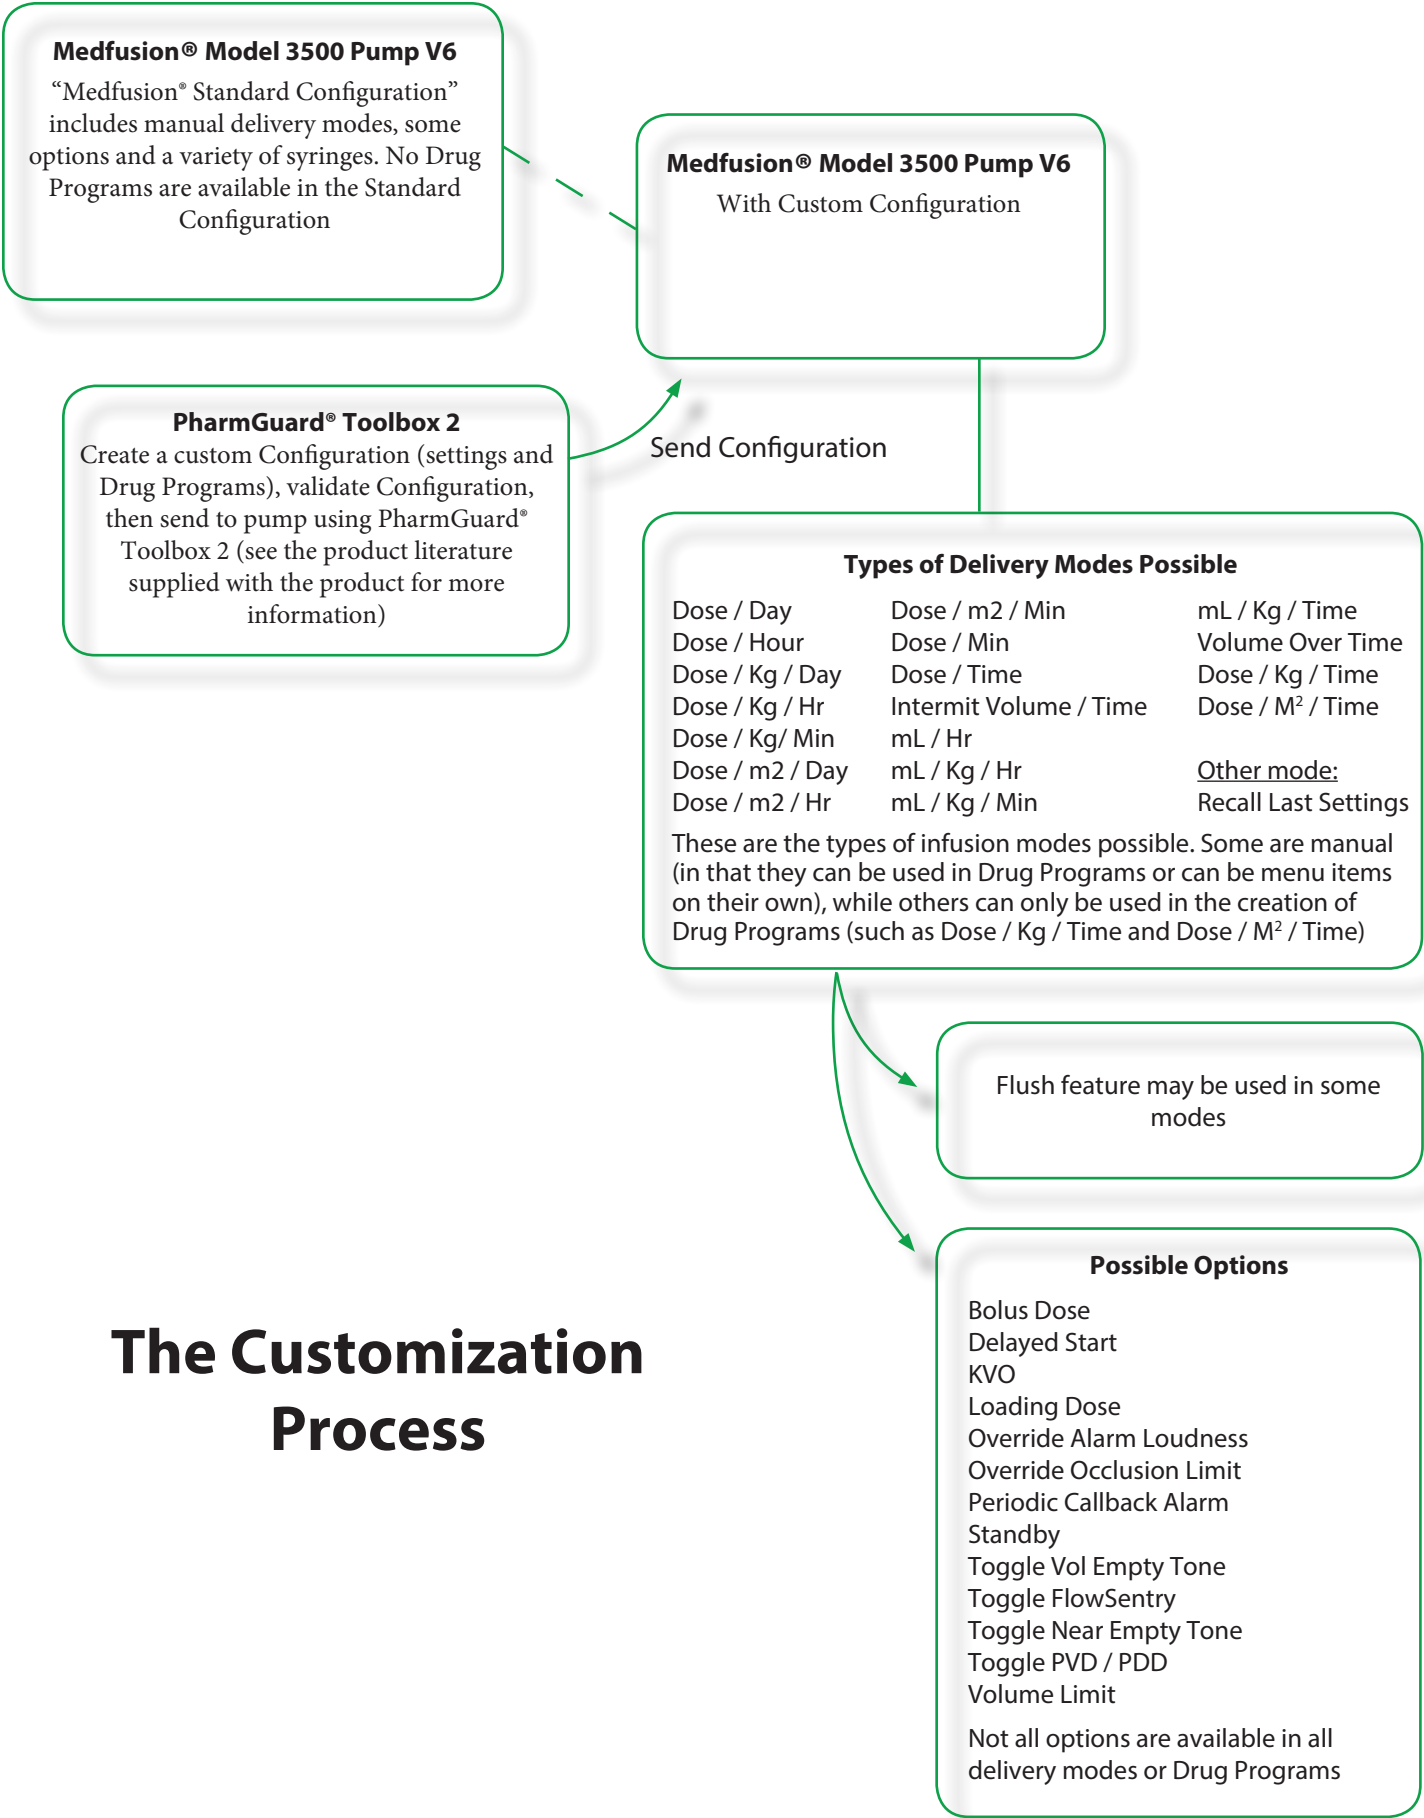 Medfusion® Model 3500 Pump V6
“Medfusion® Standard Configuration”
includes manual delivery modes, some
options and a variety of syringes. No Drug
Programs are available in the Standard
Configuration
Medfusion® Model 3500 Pump V6
With Custom Configuration
PharmGuard® Toolbox 2
Create a custom Configuration (settings and
Drug Programs), validate Configuration,
then send to pump using PharmGuard®
Toolbox 2 (see the product literature
supplied with the product for more
information)
Send Configuration
Types of Delivery Modes Possible
Dose / Day
Dose / Hour
Dose / Kg / Day
Dose / Kg / Hr
Dose / Kg/ Min
Dose / m2 / Day
Dose / m2 / Hr
Dose / m2 / Min
Dose / Min
Dose / Time
Intermit Volume / Time
mL / Hr
mL / Kg / Hr
mL / Kg / Min
mL / Kg / Time
Volume Over Time
Dose / Kg / Time
Dose / M² / Time
Other mode:
Recall Last Settings
These are the types of infusion modes possible. Some are manual
(in that they can be used in Drug Programs or can be menu items
on their own), while others can only be used in the creation of
Drug Programs (such as Dose / Kg / Time and Dose / M² / Time)
Flush feature may be used in some
modes
Possible Options
Bolus Dose
Delayed Start
KVO
Loading Dose
Override Alarm Loudness
Override Occlusion Limit
Periodic Callback Alarm
Standby
Toggle Vol Empty Tone
Toggle FlowSentry
Toggle Near Empty Tone
Toggle PVD / PDD
Volume Limit
Not all options are available in all
delivery modes or Drug Programs
The Customization
Process